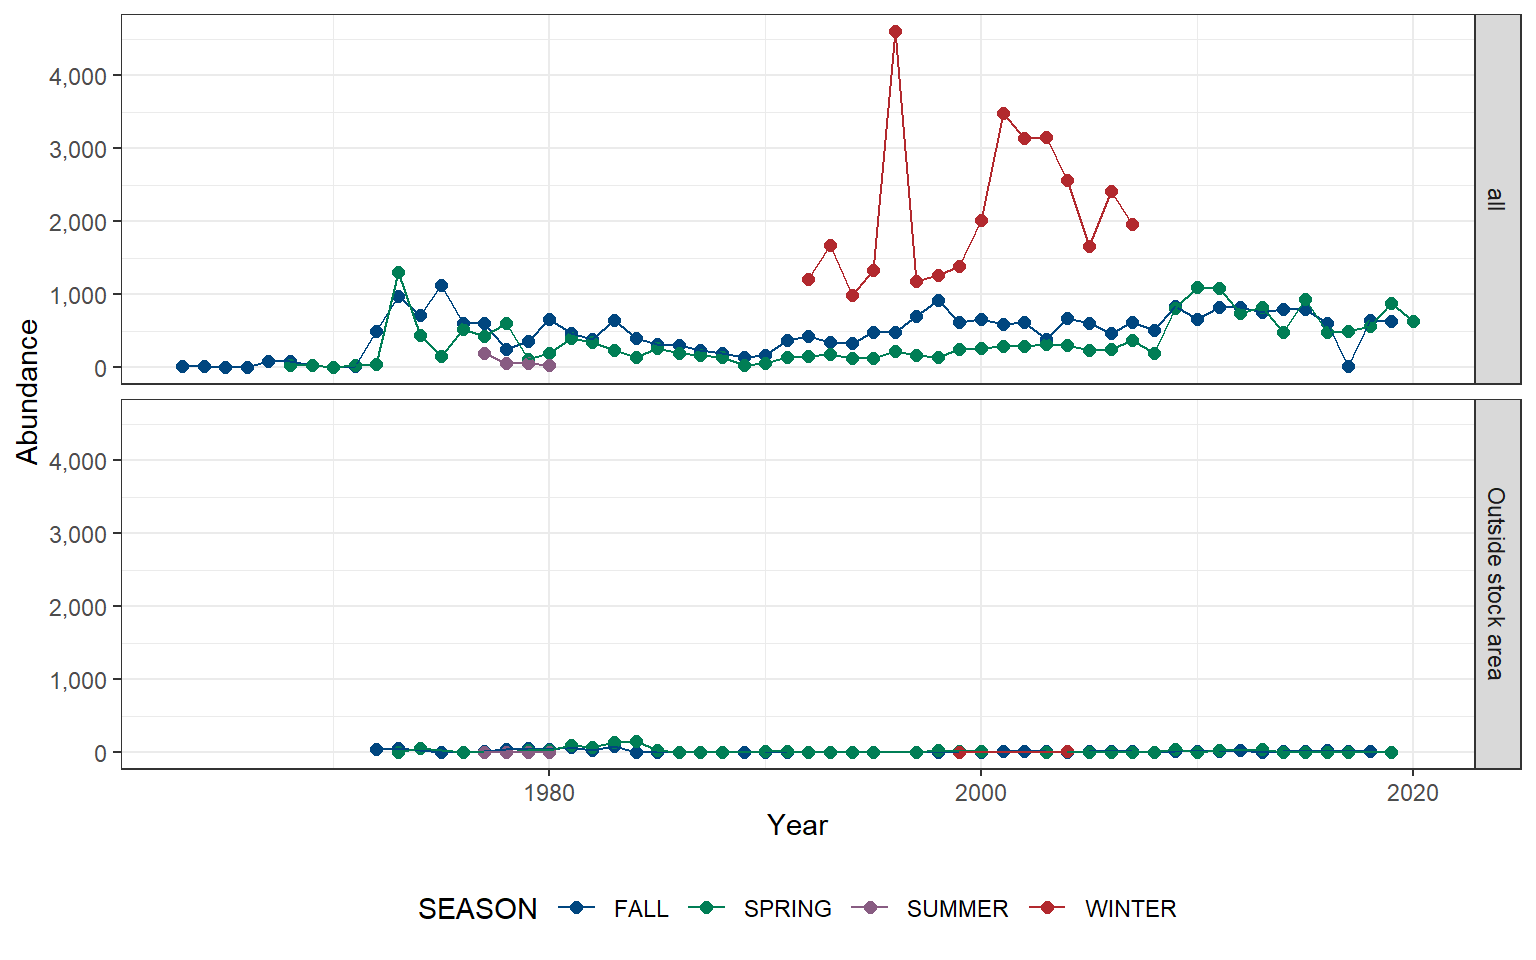 4,000
3,000
2,000
1,000
0
all
4,000
3,000
2,000
1,000
0
Outside stock area
Abundance
1980 2000 2020
Year
SEASON FALL SPRING SUMMER WINTER